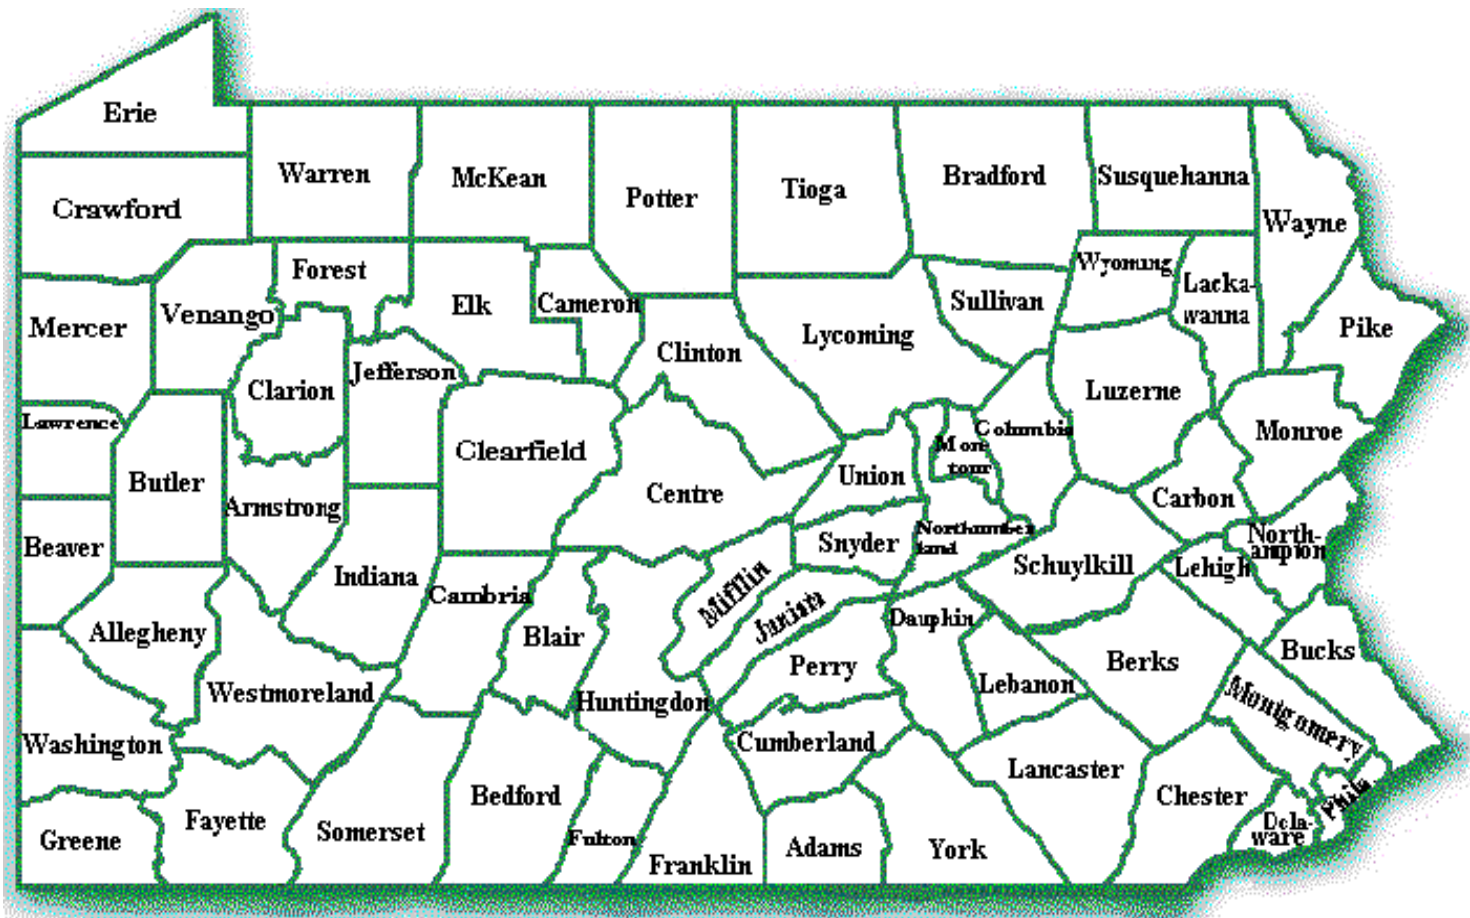 Erie
Warren
McKean
Potter
Tioga
Bradford
Susquehanna
Crawford
Wayne
Forest
Wyoming
Venango
Elk
Cameron
Sullivan
Lacka-
wanna
Mercer
Clinton
Lycoming
Pike
Clarion
Jefferson
Luzerne
Lawrence
Columbia
Monroe
Clearfield
Mon-
tour
Butler
Centre
Union
Carbon
Armstrong
Northumber
land
North-
ampton
Beaver
Snyder
Schuylkill
Lehigh
Indiana
Cambria
Mifflin
Juniata
Dauphin
Allegheny
Blair
Perry
Berks
Bucks
Westmoreland
Huntingdon
Lebanon
Montgomery
Washington
Cumberland
Lancaster
Bedford
Chester
Phila
Greene
Fayette
Somerset
Fulton
Franklin
Adams
York
Dela-
ware